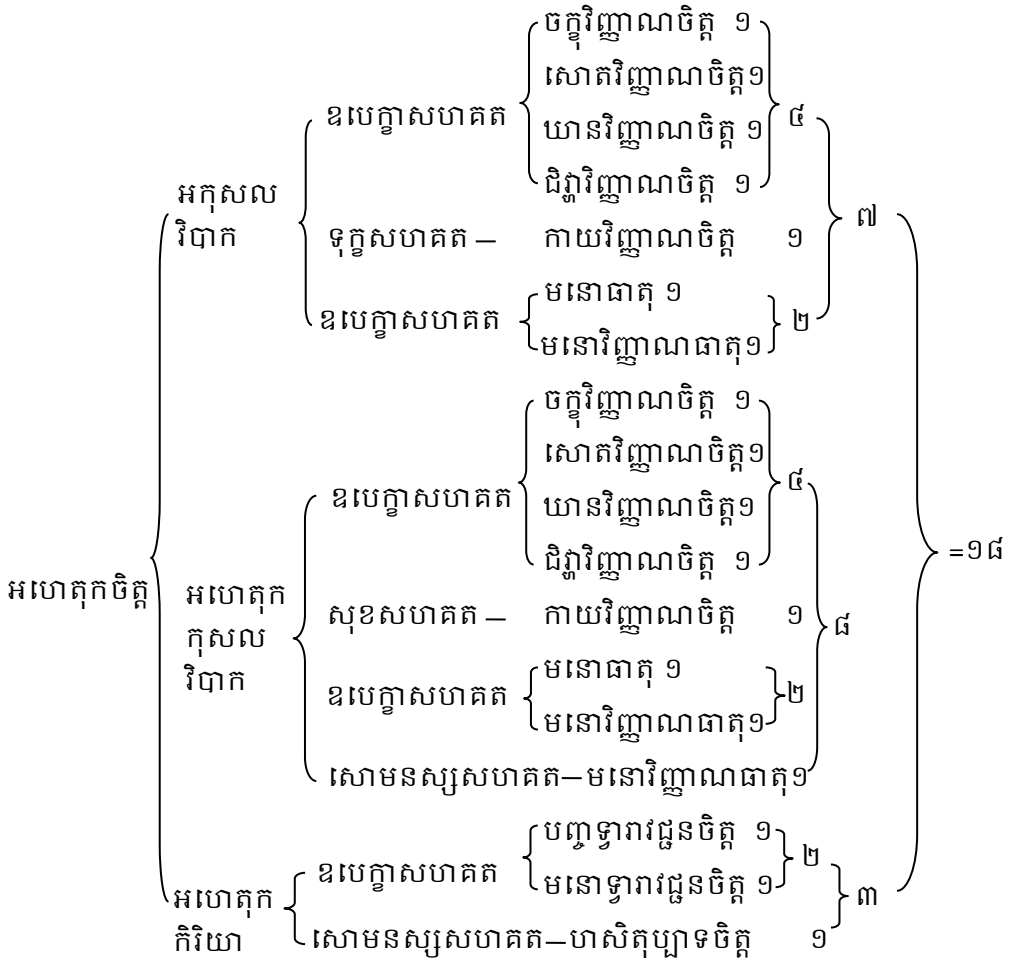 ចក្ខុវិញ្ញាណចិត្ត ១
សោតវិញ្ញាណចិត្ត១
ឧបេក្ខាសហគត ៤
ឃានវិញ្ញាណចិត្ត ១
ជិវ្ហាវិញ្ញាណចិត្ត ១
អកុសល
វិបាក
៧
ទុក្ខសហគត — កាយវិញ្ញាណចិត្ត ១
មនោធាតុ ១
ឧបេក្ខាសហគត ២
មនោវិញ្ញាណធាតុ១
ចក្ខុវិញ្ញាណចិត្ត ១
សោតវិញ្ញាណចិត្ត១
ឧបេក្ខាសហគត ៤
ឃានវិញ្ញាណចិត្ត១
ជិវ្ហាវិញ្ញាណចិត្ត ១
=១៨
អហេតុកចិត្ត
អហេតុក
កុសល
វិបាក
សុខសហគត — កាយវិញ្ញាណចិត្ត ១
៨
មនោធាតុ ១
ឧបេក្ខាសហគត ២
មនោវិញ្ញាណធាតុ១
សោមនស្សសហគត—មនោវិញ្ញាណធាតុ១
បញ្ចទ្វារាវជ្ជនចិត្ត ១
ឧបេក្ខាសហគត ២
មនោទ្វារាវជ្ជនចិត្ត ១
អហេតុក
កិរិយា
៣
សោមនស្សសហគត—ហសិតុប្បាទចិត្ត ១